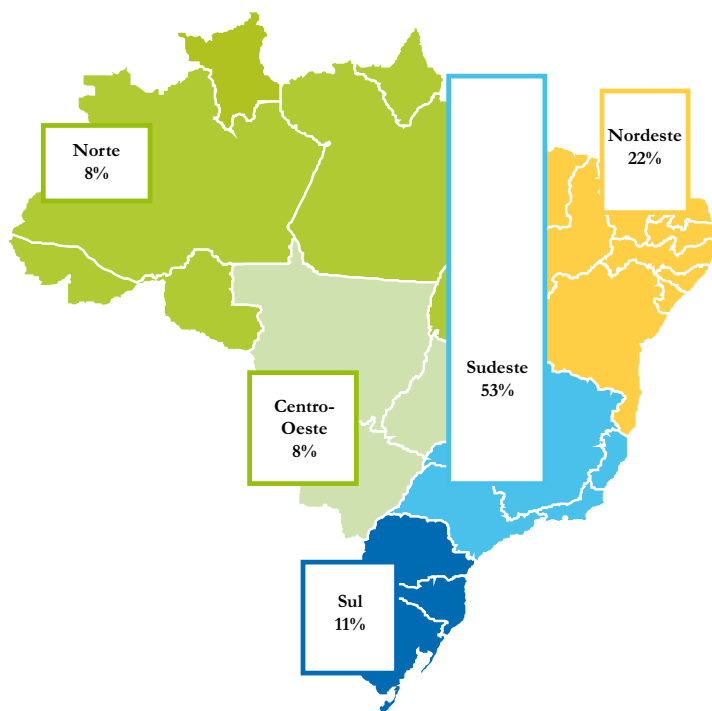 Norte
8%
Nordeste
22%
Sudeste
53%
Centro-
Oeste
8%
Sul
11%